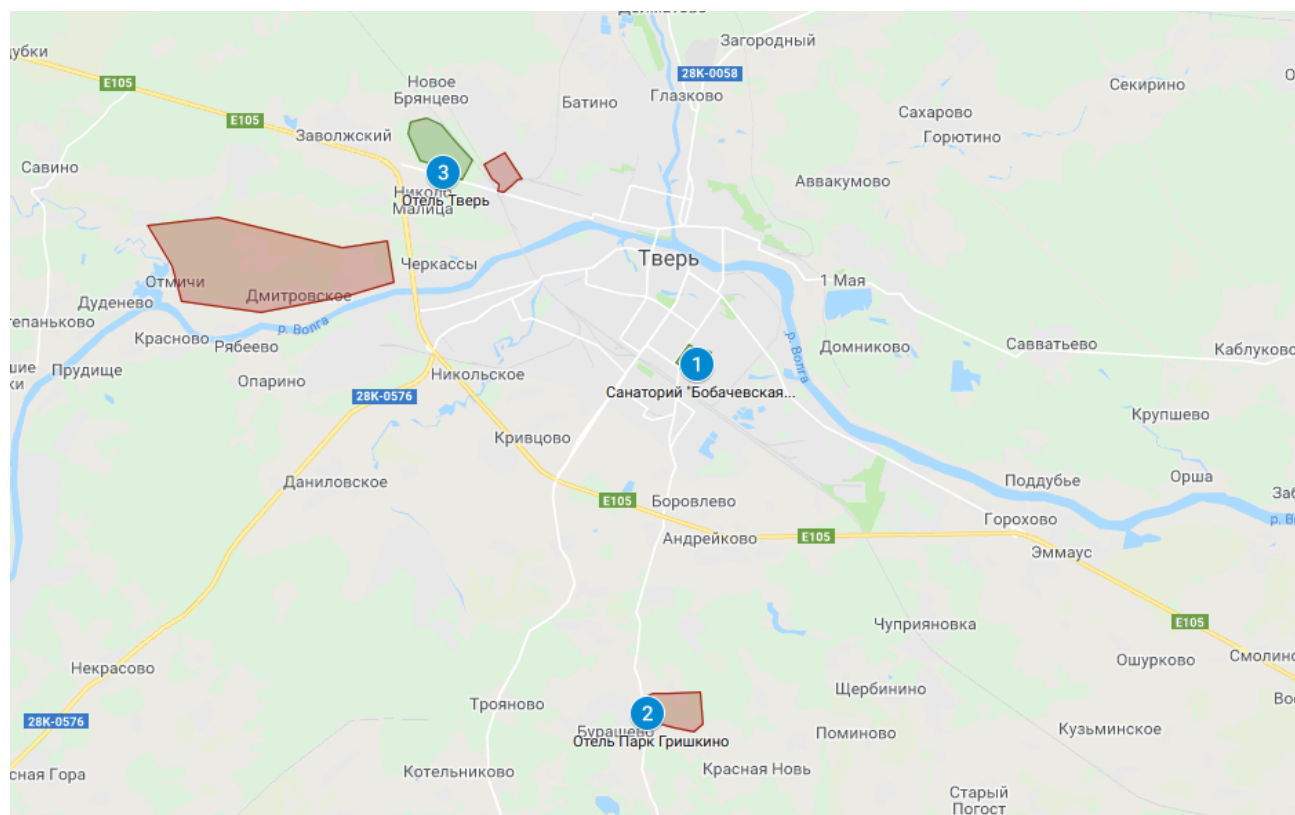 Загородный
28К-0058
Новое
Брянцево
Батино
Глазково
Секирино
E105
E105
Сахарово
Горютино
Заволжский
Савино
3
Аввакумово
Отель Тверь
Малица
Тверь
Черкассы
Отмичи
Дмитровское
Дуденево
1 Мая
р. Волга
р. Волга
Красново
Рябеево
Савватьево
Домниково
Каблуково
Прудище
Опарино
Никольское
1
Санаторий "Бобачевская...
28К-0576
Крупшево
Кривцово
Даниловское
Поддубье
Орша
E105
Боровлево
Горохово
Андрейково
E105
Эммаус
Чуприяновка
E105
Некрасово
Ошурково
Щербинино
Трояново
28К-0576
2
Бурашево
Отель Парк Гришкино
Поминово
Кузьминское
Котельниково
Красная Новь
Старый
Погост